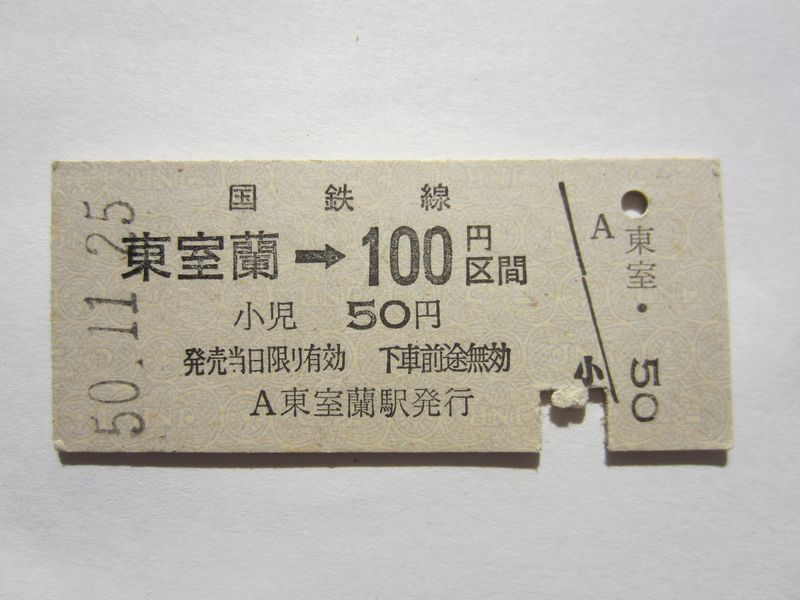 50.11.25
国鉄線
東室蘭→100円区間
小児 50円
発売当日限り有効 下車前途無効
A東室蘭駅発行
A
東室・
小
50